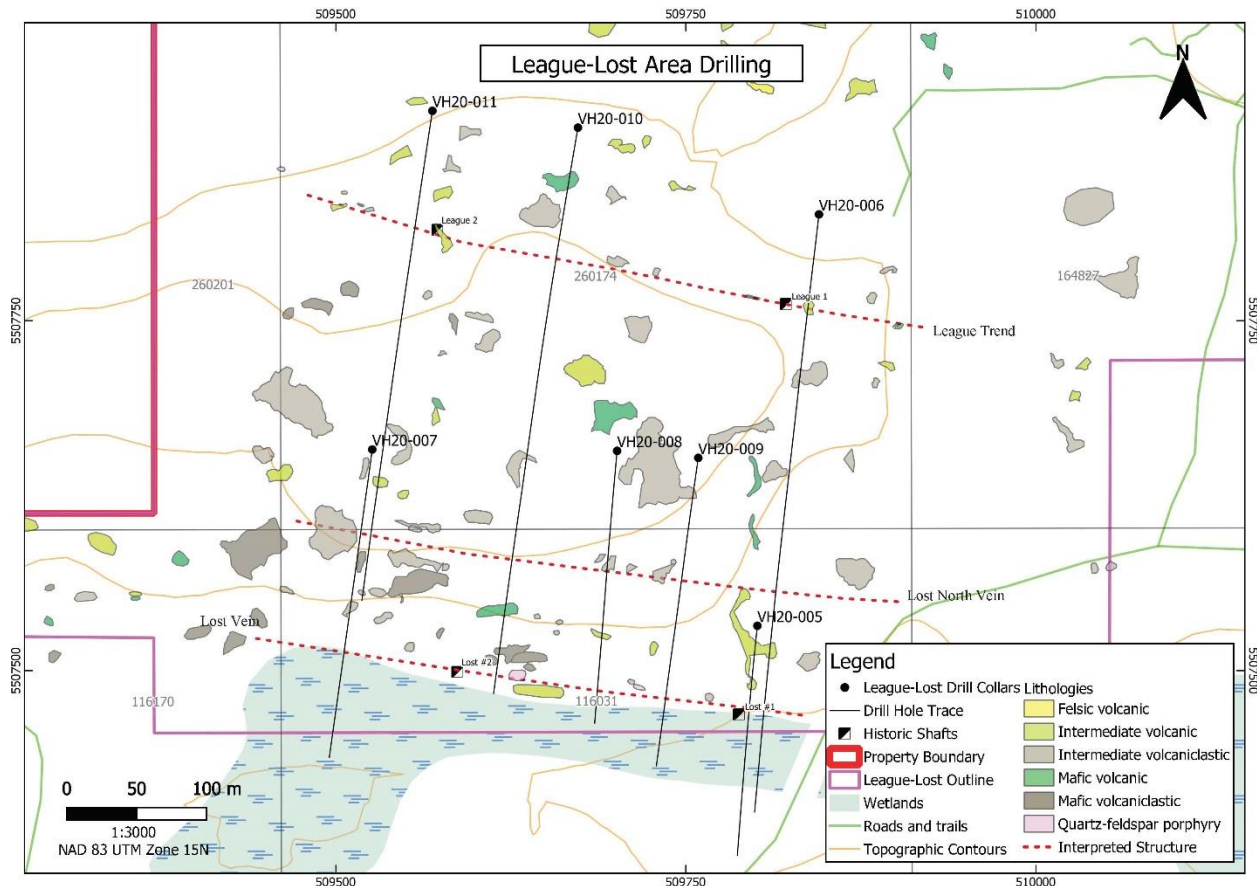 509500
509750
510000
League-Lost Area Drilling
N
VH20-011
VH20-010
VH20-006
League 2
260201
260174
164827
League 1
5507750
5507750
League Trend
VH20-007
VH20-008
VH20-009
Lost North Vein
Lost Vein
VH20-005
Lost #2
5507500
5507500
116170
116031
Lost #1
Legend
League-Lost Drill Collars
Drill Hole Trace
Historic Shafts
Property Boundary
League-Lost Outline
Wetlands
Roads and trails
Topographic Contours
Lithologies
Felsic volcanic
Intermediate volcanic
Intermediate volcaniclastic
Mafic volcanic
Mafic volcaniclastic
Quartz-feldspar porphyry
Interpreted Structure
0 50 100 m
1:3000
NAD 83 UTM Zone 15N
509500
509750
510000